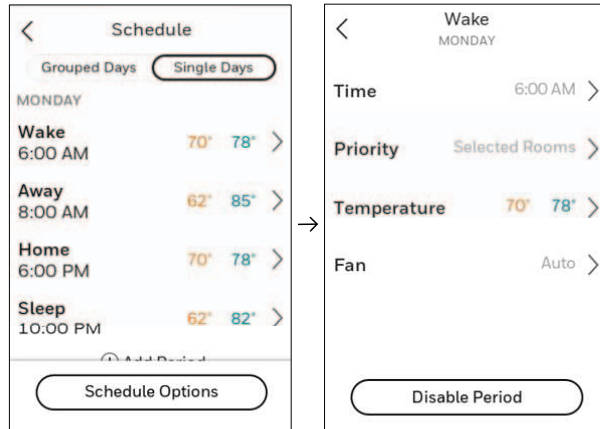 Schedule
Grouped Days Single Days
MONDAY
Wake
6:00 AM 70° 78°
Away
8:00 AM 62° 85°
Home
6:00 PM 70° 78°
Sleep
10:00 PM 62° 82°
Add Period
Schedule Options
Wake
MONDAY
Time 6:00 AM
Priority Selected Rooms
Temperature 70° 78°
Fan Auto
Disable Period